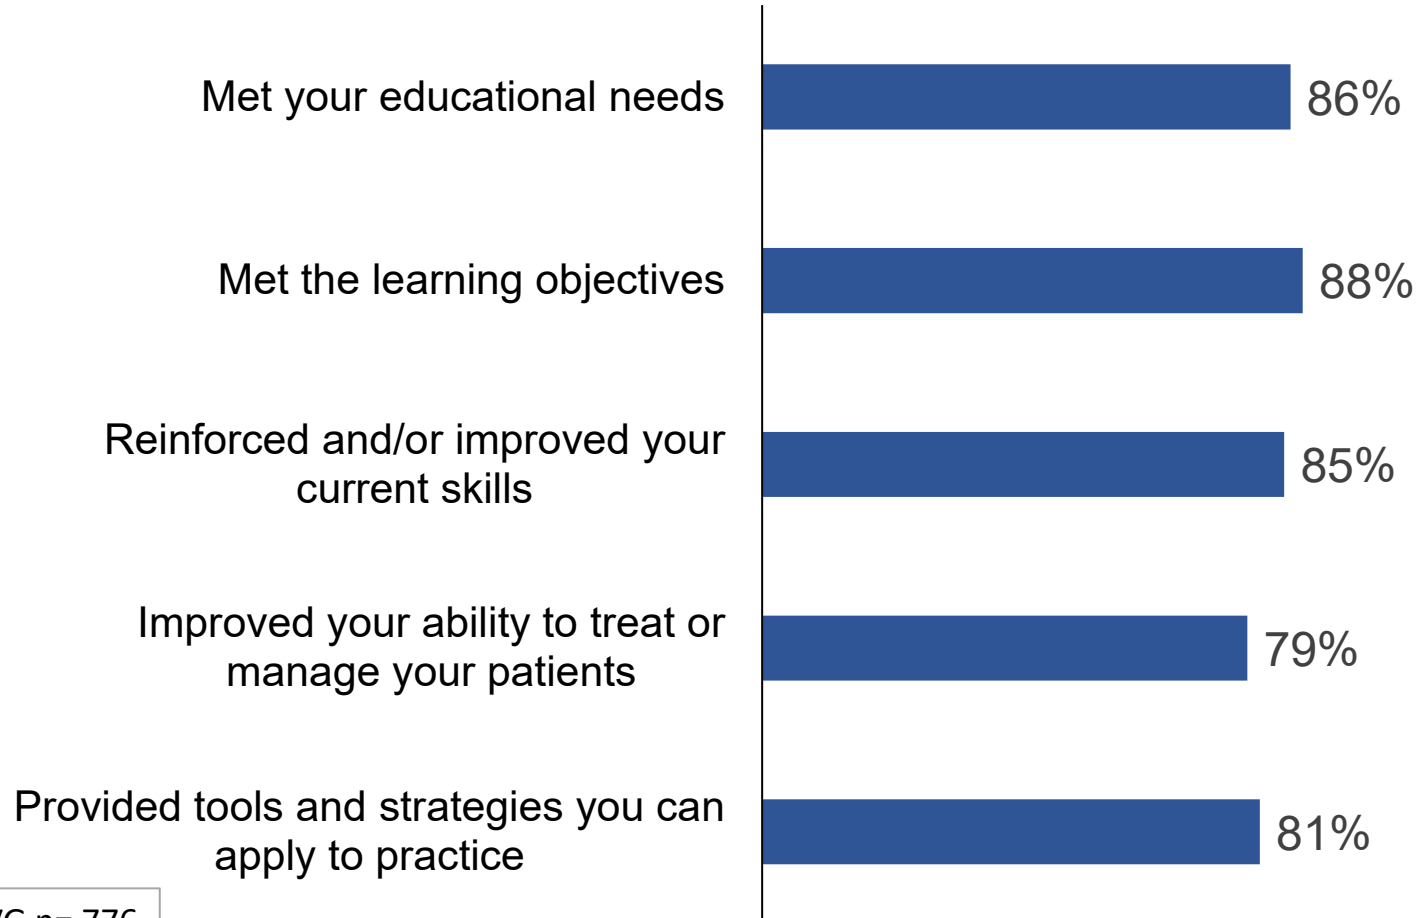 Met your educational needs
86%
Met the learning objectives
88%
Reinforced and/or improved your
current skills
85%
Improved your ability to treat or
manage your patients
79%
Provided tools and strategies you can
apply to practice
81%
n=